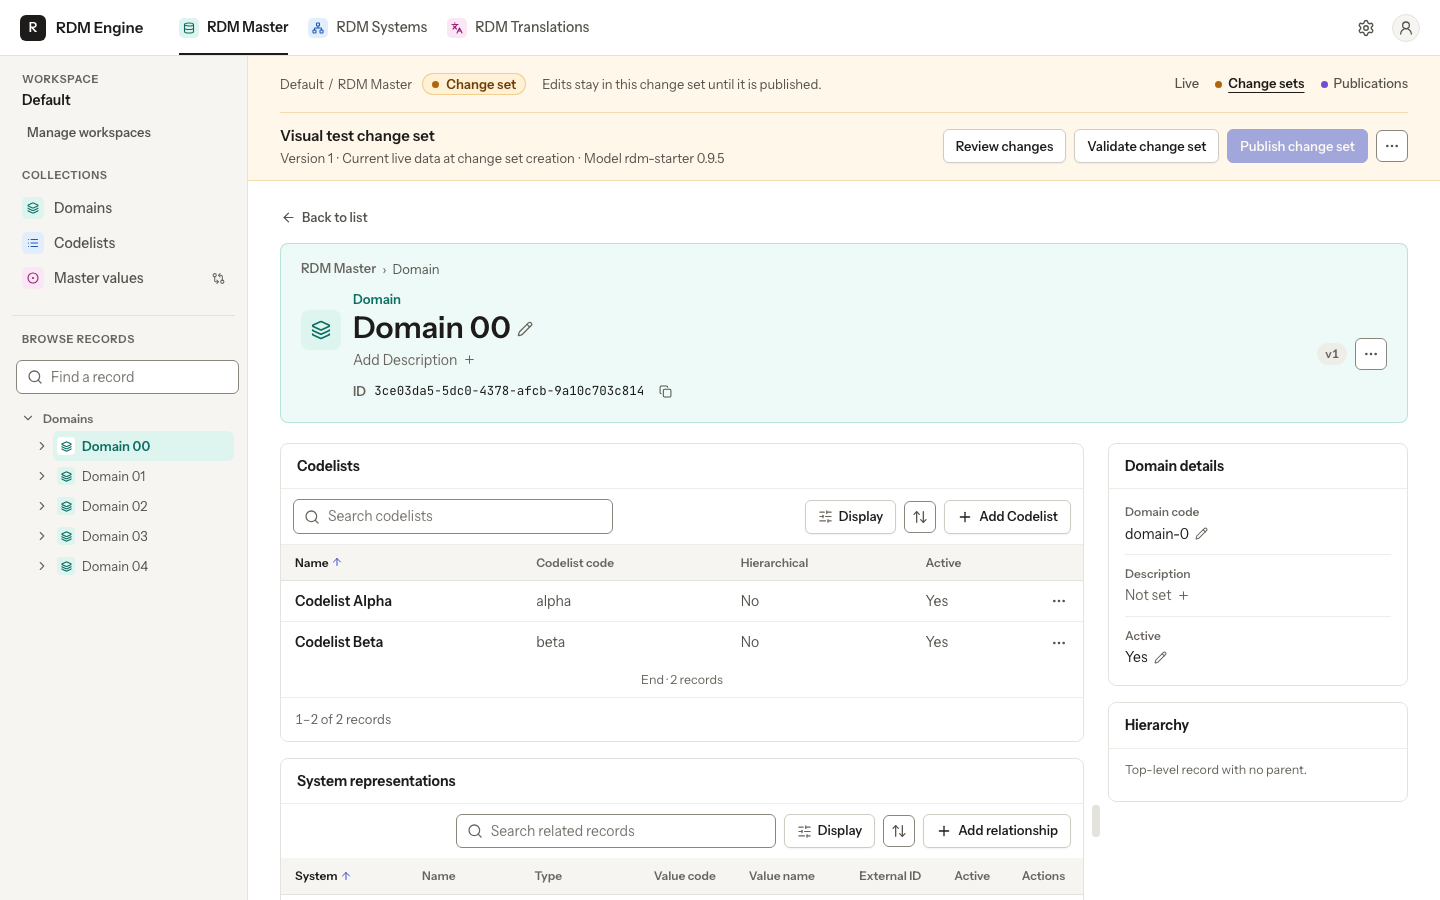 R RDM Engine RDM Master RDM Systems RDM Translations
WORKSPACE
Default
Manage workspaces
COLLECTIONS
Domains
Codelists
Master values
BROWSE RECORDS
Find a record
Domains
Domain 00
Domain 01
Domain 02
Domain 03
Domain 04
Default / RDM Master Change set Edits stay in this change set until it is published. Live Change sets Publications
Visual test change set
Version 1 · Current live data at change set creation · Model rdm-starter 0.9.5
Review changes Validate change set Publish change set
Back to list
RDM Master › Domain
Domain
Domain 00
Add Description
v1
ID 3ce03da5-5dc0-4378-afcb-9a10c703c814
Codelists
Search codelists Display Add Codelist
Name Codelist code Hierarchical Active
Codelist Alpha alpha No Yes
Codelist Beta beta No Yes
End · 2 records
1–2 of 2 records
System representations
Search related records Display Add relationship
System Name Type Value code Value name External ID Active Actions
Domain details
Domain code
domain-0
Description
Not set
Active
Yes
Hierarchy
Top-level record with no parent.